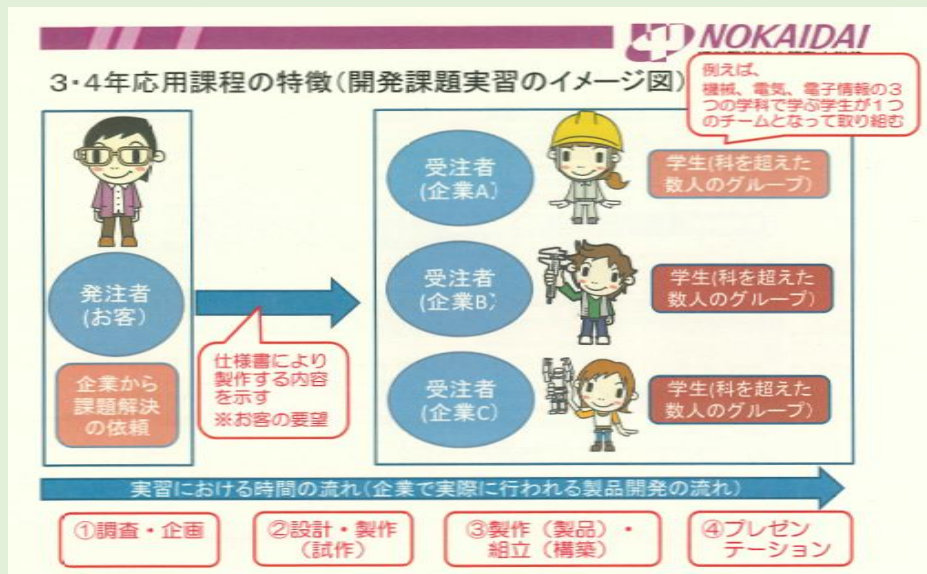 NOKAIDAI
3・4年応用課程の特徴(開発課題実習のイメージ図)
例えば、
機械、電気、電子情報の3
つの学科で学ぶ学生が1つ
のチームとなって取り組む
発注者
(お客)
企業から
課題解決
の依頼
仕様書により
製作する内容
を示す
※お客の要望
受注者
(企業A)
学生(科を超えた
数人のグループ)
受注者
(企業B)
学生(科を超えた
数人のグループ)
受注者
(企業C)
学生(科を超えた
数人のグループ)
実習における時間の流れ(企業で実際に行われる製品開発の流れ)
①調査・企画
②設計・製作
(試作)
③製作(製品)・
組立(構築)
④プレゼン
テーション